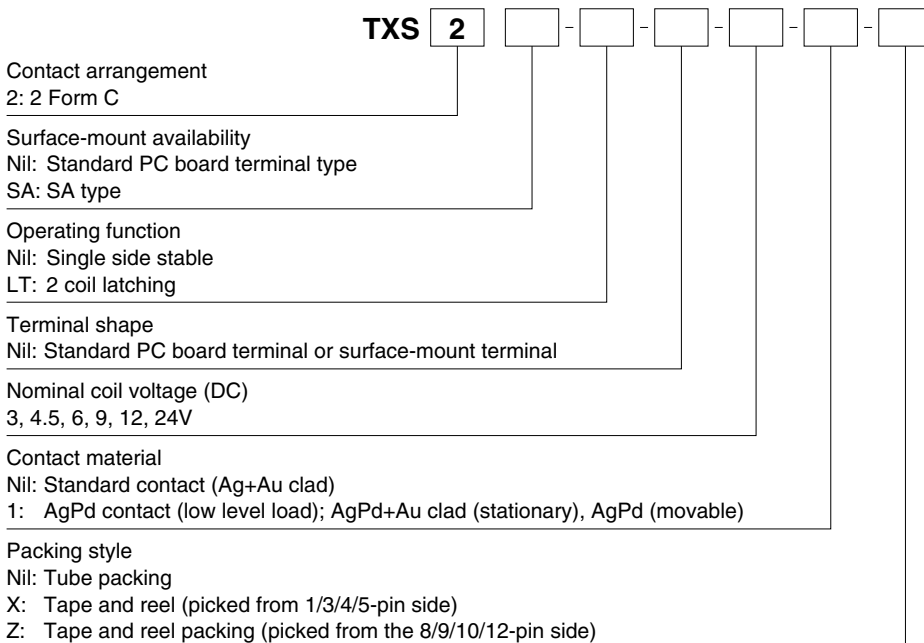 TXS 2 - - - - -
Contact arrangement
2: 2 Form C
Surface-mount availability
Nil: Standard PC board terminal type
SA: SA type
Operating function
Nil: Single side stable
LT: 2 coil latching
Terminal shape
Nil: Standard PC board terminal or surface-mount terminal
Nominal coil voltage (DC)
3, 4.5, 6, 9, 12, 24V
Contact material
Nil: Standard contact (Ag+Au clad)
1: AgPd contact (low level load); AgPd+Au clad (stationary), AgPd (movable)
Packing style
Nil: Tube packing
X: Tape and reel (picked from 1/3/4/5-pin side)
Z: Tape and reel packing (picked from the 8/9/10/12-pin side)